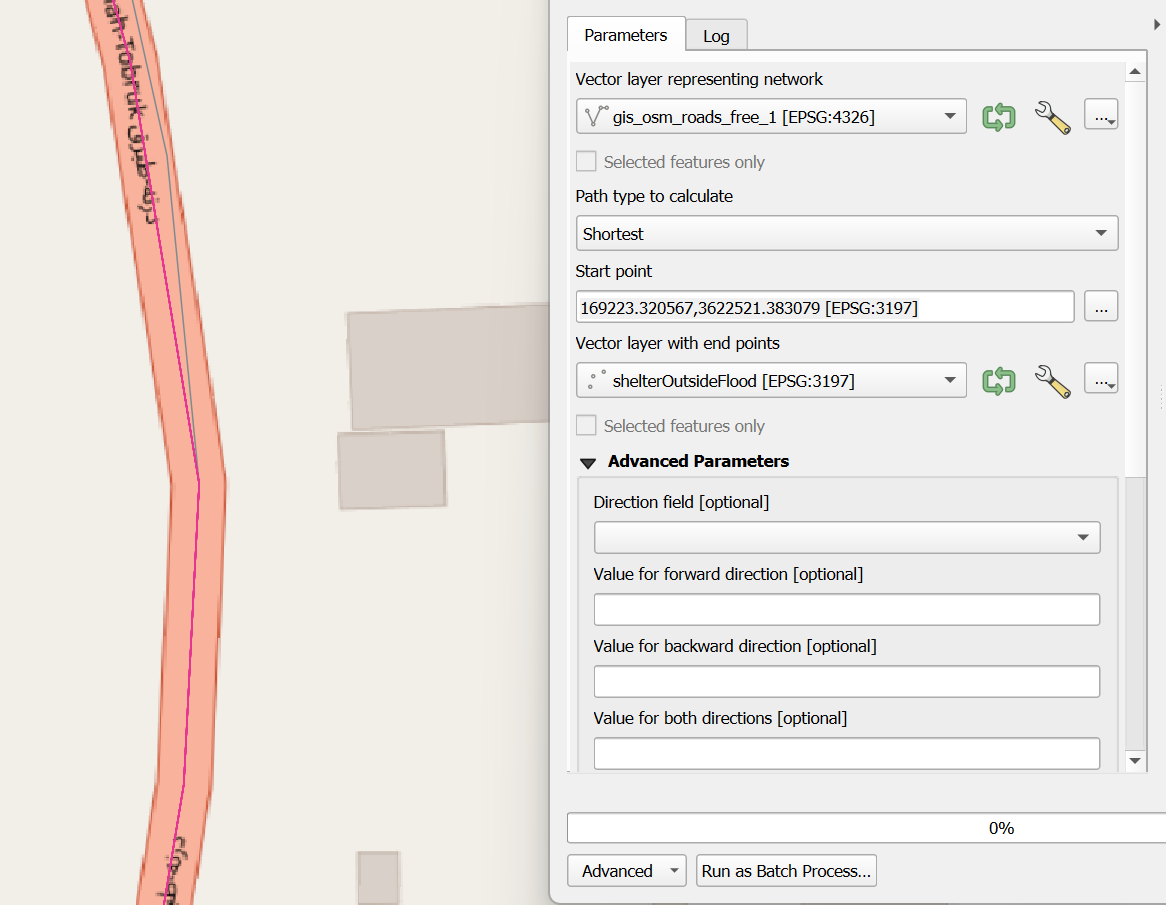 ah-Tobruk درنه-طبرق
Parameters
Log
Vector layer representing network
gis_osm_roads_free_1 [EPSG:4326]
...
Selected features only
Path type to calculate
Shortest
Start point
169223.320567,3622521.383079 [EPSG:3197]
...
Vector layer with end points
shelterOutsideFlood [EPSG:3197]
...
Selected features only
Advanced Parameters
Direction field [optional]
Value for forward direction [optional]
Value for backward direction [optional]
Value for both directions [optional]
0%
Advanced
Run as Batch Process...